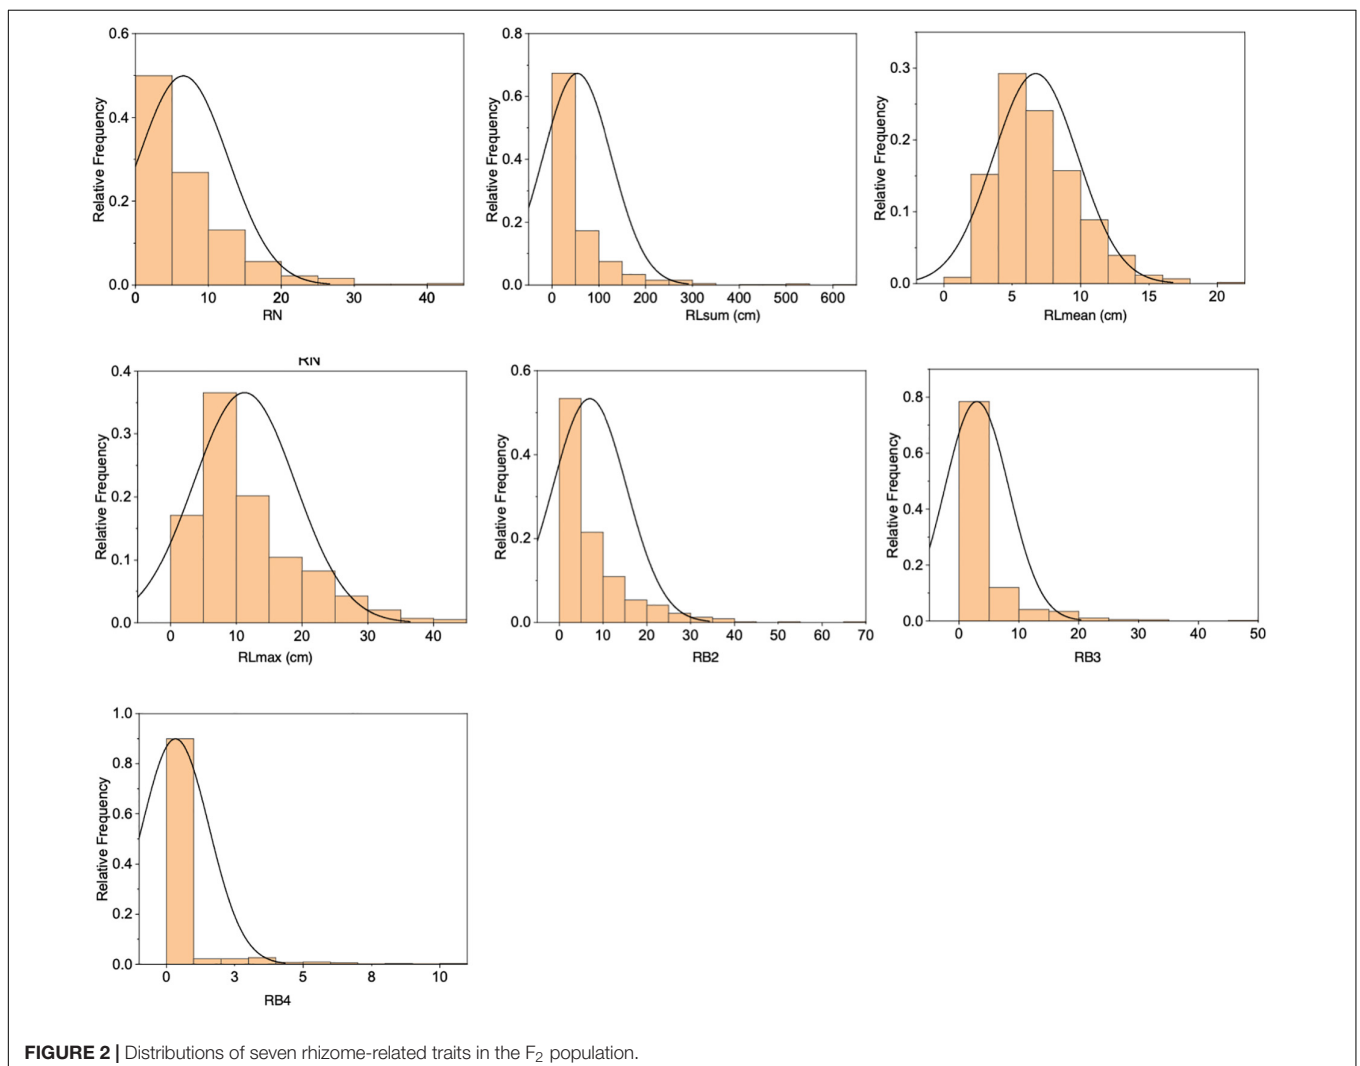 0.6
0.4
0.2
0.0
Relative Frequency
0 10 20 30 40
RN
0.8
0.6
0.4
0.2
0.0
Relative Frequency
0 100 200 300 400 500 600
RLsum (cm)
0.3
0.2
0.1
0.0
Relative Frequency
0 5 10 15 20
RLmean (cm)
RN
0.4
0.3
0.2
0.1
0.0
Relative Frequency
0 10 20 30 40
RLmax (cm)
0.6
0.4
0.2
0.0
Relative Frequency
0 10 20 30 40 50 60 70
RB2
0.8
0.6
0.4
0.2
0.0
Relative Frequency
0 10 20 30 40 50
RB3
1.0
0.8
0.6
0.4
0.2
0.0
Relative Frequency
0 3 5 8 10
RB4
FIGURE 2 | Distributions of seven rhizome-related traits in the F2 population.